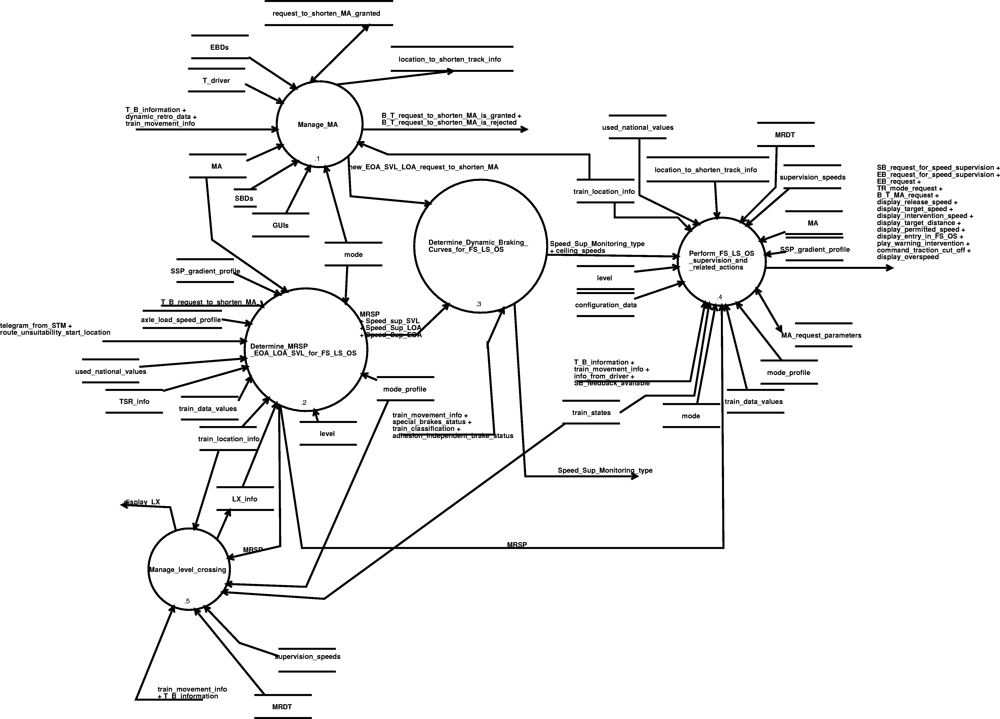 request_to_shorten_MA_granted
EBDs
location_to_shorten_track_info
T_driver
T_B_information +
dynamic_retro_data +
train_movement_info
Manage_MA
.1
B_T_request_to_shorten_MA_is_granted +
B_T_request_to_shorten_MA_is_rejected
used_national_values
MRDT
MA
new_EOA_SVL_LOA_request_to_shorten_MA
location_to_shorten_track_info
supervision_speeds
SB_request_for_speed_supervision +
EB_request_for_speed_supervision +
EB_request +
TR_mode_request +
B_T_MA_request +
display_release_speed +
display_target_speed +
display_intervention_speed +
display_target_distance +
display_permitted_speed +
display_entry_in_FS_OS +
play_warning_intervention +
command_traction_cut_off +
display_overspeed
SBDs
train_location_info
GUIs
MA
mode
Determine_Dynamic_Braking_
Curves_for_FS_LS_OS
.3
Speed_Sup_Monitoring_type
+ ceiling_speeds
Perform_FS_LS_OS
_supervision_and
_related_actions
.4
SSP_gradient_profile
SSP_gradient_profile
level
configuration_data
T_B_request_to_shorten_MA
axle_load_speed_profile
telegram_from_STM +
route_unsuitability_start_location
MRSP
+ Speed_sup_SVL
+ Speed_Sup_LOA
+ Speed_Sup_EOA
Determine_MRSP
_EOA_LOA_SVL_for_FS_LS_OS
.2
MA_request_parameters
used_national_values
T_B_information +
train_movement_info +
info_from_driver +
SB_feedback_available
mode_profile
mode_profile
TSR_info
train_data_values
train_data_values
train_states
mode
train_movement_info +
special_brakes_status +
train_classification +
adhesion_independent_brake_status
level
train_location_info
Speed_Sup_Monitoring_type
LX_info
display_LX
MRSP
MRSP
Manage_level_crossing
.5
supervision_speeds
train_movement_info
+ T_B_information
MRDT